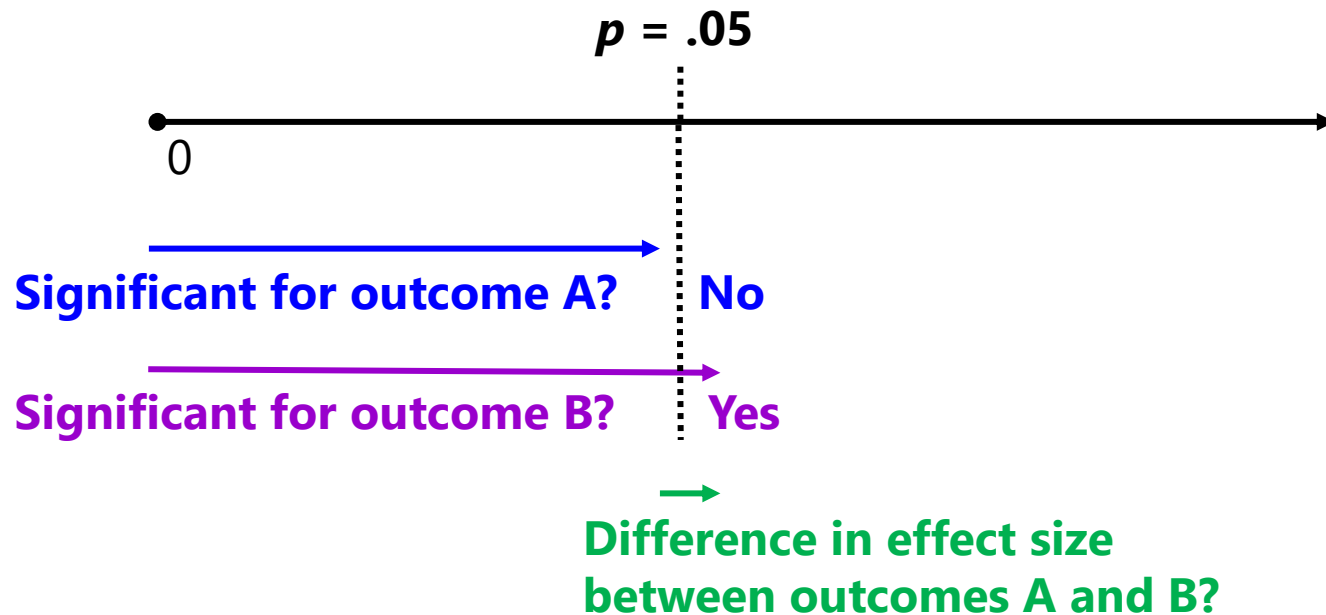 p = .05
0
Significant for outcome A? No
Significant for outcome B? Yes
Difference in effect size
between outcomes A and B?